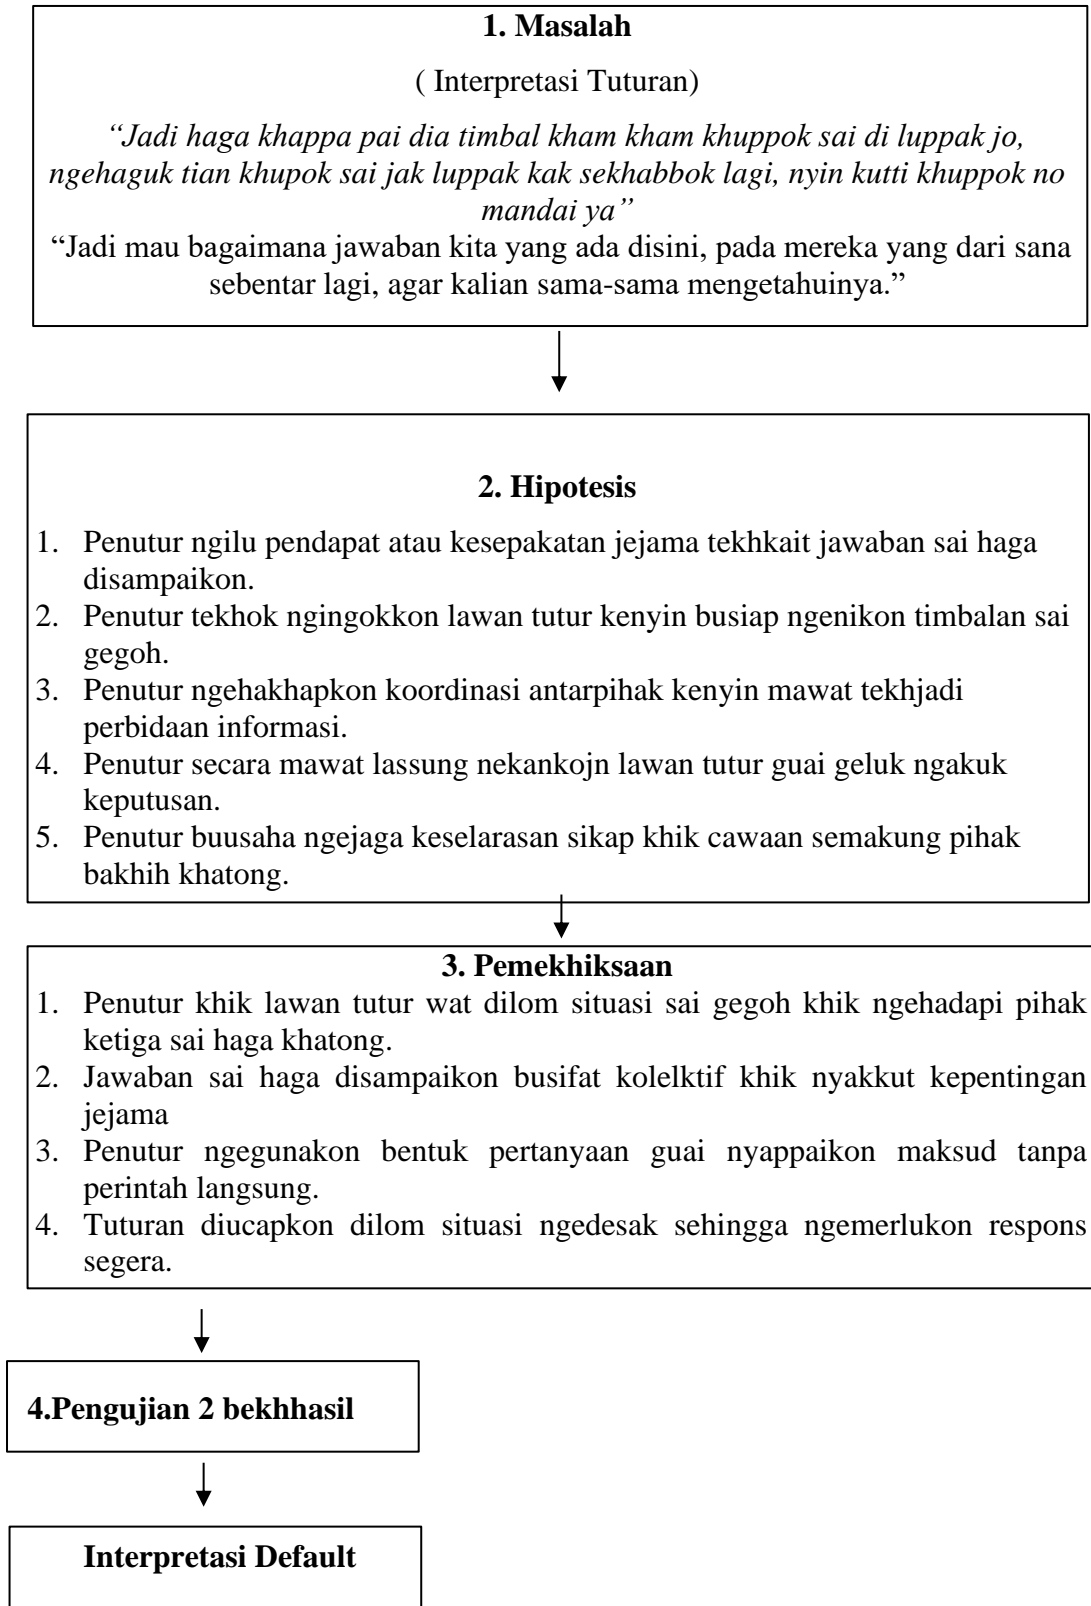 1. Masalah
( Interpretasi Tuturan)
“Jadi haga khappa pai dia timbal kham kham khuppok sai di luppak jo,
ngehaguk tian khupok sai jak luppak kak sekhabbok lagi, nyin kutti khuppok no
mandai ya”
“Jadi mau bagaimana jawaban kita yang ada disini, pada mereka yang dari sana
sebentar lagi, agar kalian sama-sama mengetahuinya.”
2. Hipotesis
1. Penutur ngilu pendapat atau kesepakatan jejama tekhkait jawaban sai haga
disampaikon.
2. Penutur tekhok ngingokkon lawan tutur kenyin busiap ngenikon timbalan sai
gegoh.
3. Penutur ngehakhapkon koordinasi antarpihak kenyin mawat tekhjadi
perbidaan informasi.
4. Penutur secara mawat lassung nekankojn lawan tutur guai geluk ngakuk
keputusan.
5. Penutur buusaha ngejaga keselarasan sikap khik cawaan semakung pihak
bakhih khatong.
3. Pemekhiksaan
1. Penutur khik lawan tutur wat dilom situasi sai gegoh khik ngehadapi pihak
ketiga sai haga khatong.
2. Jawaban sai haga disampaikon busifat kolelktif khik nyakkut kepentingan
jejama
3. Penutur ngegunakon bentuk pertanyaan guai nyappaikon maksud tanpa
perintah langsung.
4. Tuturan diucapkon dilom situasi ngedesak sehingga ngemerlukon respons
segera.
4.Pengujian 2 bekhhasil
Interpretasi Default